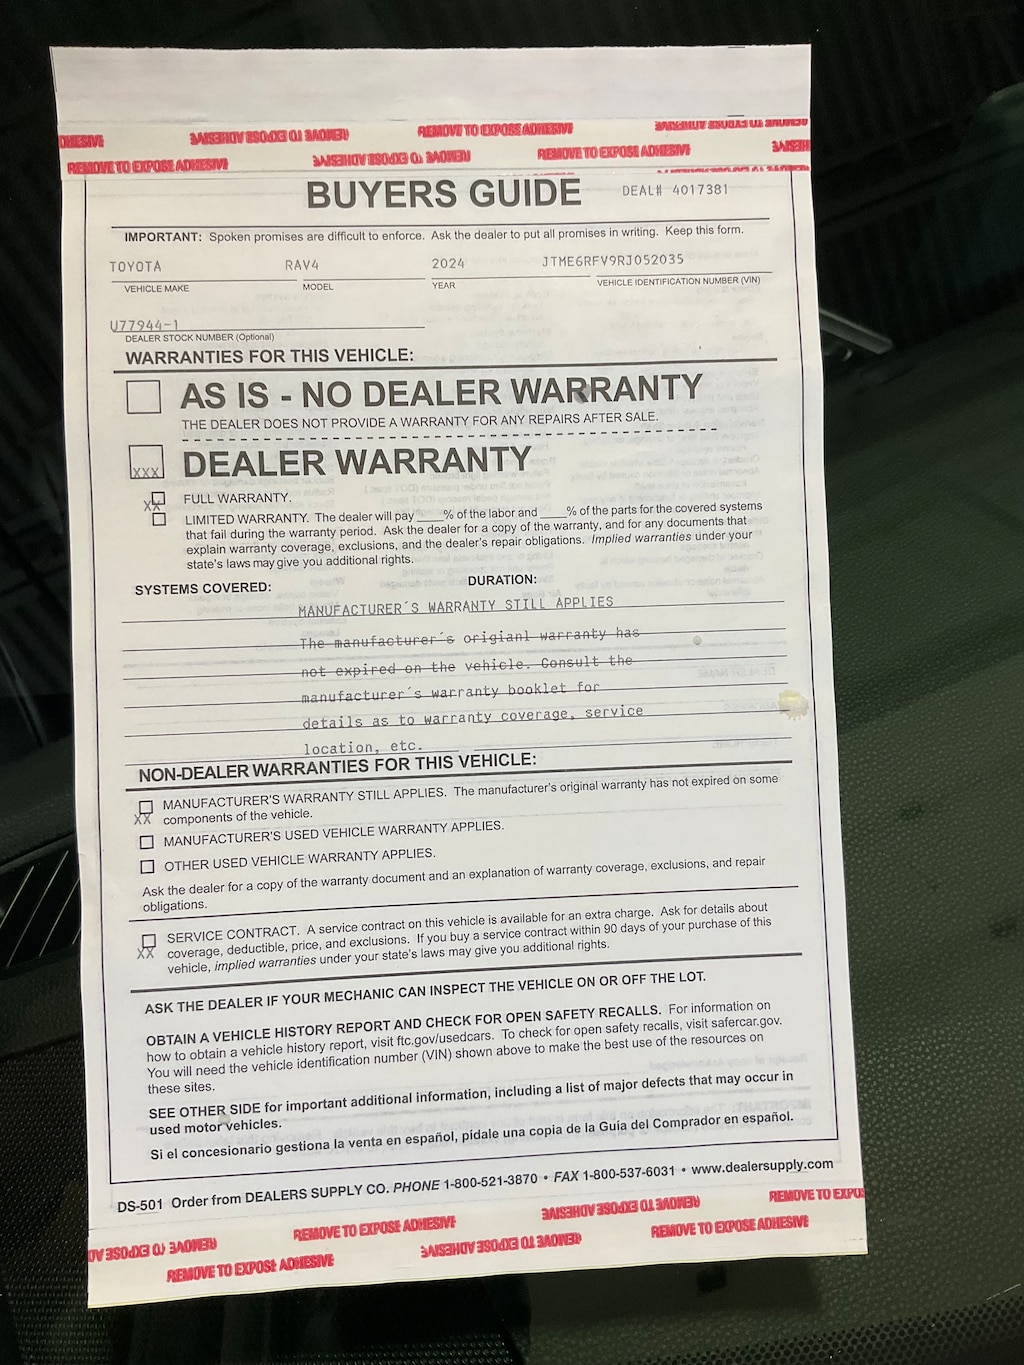 REMOVE TO EXPOSE ADHESIVE
REMOVE TO EXPOSE ADHESIVE
REMOVE TO EXPOSE ADHESIVE
REMOVE TO EXPOSE ADHESIVE
REMOVE TO EXPOSE ADHESIVE
BUYERS GUIDE
DEAL# 4017381
IMPORTANT: Spoken promises are difficult to enforce. Ask the dealer to put all promises in writing. Keep this form.
TOYOTA RAV4 2024 JTME6RFV9RJ052035
VEHICLE MAKE MODEL YEAR VEHICLE IDENTIFICATION NUMBER (VIN)
U77944-1
DEALER STOCK NUMBER (Optional)
WARRANTIES FOR THIS VEHICLE:
AS IS - NO DEALER WARRANTY
THE DEALER DOES NOT PROVIDE A WARRANTY FOR ANY REPAIRS AFTER SALE.
XXX DEALER WARRANTY
XX FULL WARRANTY.
LIMITED WARRANTY. The dealer will pay ____% of the labor and ____% of the parts for the covered systems
that fail during the warranty period. Ask the dealer for a copy of the warranty, and for any documents that
explain warranty coverage, exclusions, and the dealer's repair obligations. Implied warranties under your
state's laws may give you additional rights.
SYSTEMS COVERED: DURATION:
MANUFACTURER´S WARRANTY STILL APPLIES
The manufacturer´s origianl warranty has
not expired on the vehicle. Consult the
manufacturer´s warranty booklet for
details as to warranty coverage, service
location, etc.
NON-DEALER WARRANTIES FOR THIS VEHICLE:
XX MANUFACTURER'S WARRANTY STILL APPLIES. The manufacturer's original warranty has not expired on some
components of the vehicle.
MANUFACTURER'S USED VEHICLE WARRANTY APPLIES.
OTHER USED VEHICLE WARRANTY APPLIES.
Ask the dealer for a copy of the warranty document and an explanation of warranty coverage, exclusions, and repair
obligations.
XX SERVICE CONTRACT. A service contract on this vehicle is available for an extra charge. Ask for details about
coverage, deductible, price, and exclusions. If you buy a service contract within 90 days of your purchase of this
vehicle, implied warranties under your state's laws may give you additional rights.
ASK THE DEALER IF YOUR MECHANIC CAN INSPECT THE VEHICLE ON OR OFF THE LOT.
OBTAIN A VEHICLE HISTORY REPORT AND CHECK FOR OPEN SAFETY RECALLS. For information on
how to obtain a vehicle history report, visit ftc.gov/usedcars. To check for open safety recalls, visit safercar.gov.
You will need the vehicle identification number (VIN) shown above to make the best use of the resources on
these sites.
SEE OTHER SIDE for important additional information, including a list of major defects that may occur in
used motor vehicles.
Si el concesionario gestiona la venta en español, pidale una copia de la Guía del Comprador en español.
DS-501 Order from DEALERS SUPPLY CO. PHONE 1-800-521-3870 • FAX 1-800-537-6031 • www.dealersupply.com
REMOVE TO EXPOSE ADHESIVE
REMOVE TO EXPOSE ADHESIVE
REMOVE TO EXPOSE ADHESIVE
REMOVE TO EXPOSE ADHESIVE
REMOVE TO EXPOSE ADHESIVE